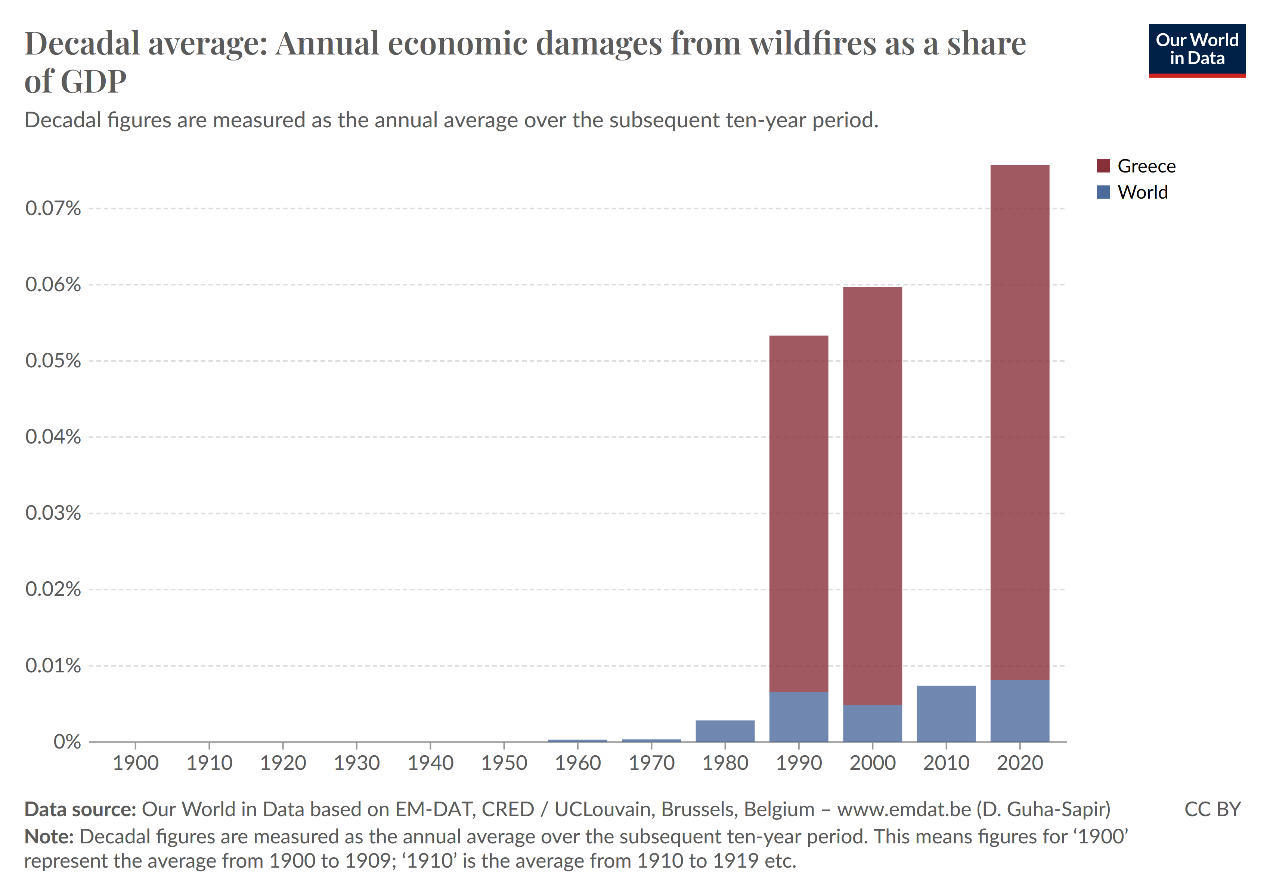 Decadal average: Annual economic damages from wildfires as a share
of GDP
Our World
in Data
Decadal figures are measured as the annual average over the subsequent ten-year period.
Greece
World
0.07%
0.06%
0.05%
0.04%
0.03%
0.02%
0.01%
0%
1900 1910 1920 1930 1940 1950 1960 1970 1980 1990 2000 2010 2020
Data source: Our World in Data based on EM-DAT, CRED / UCLouvain, Brussels, Belgium – www.emdat.be (D. Guha-Sapir) CC BY
Note: Decadal figures are measured as the annual average over the subsequent ten-year period. This means figures for ‘1900’
represent the average from 1900 to 1909; ‘1910’ is the average from 1910 to 1919 etc.